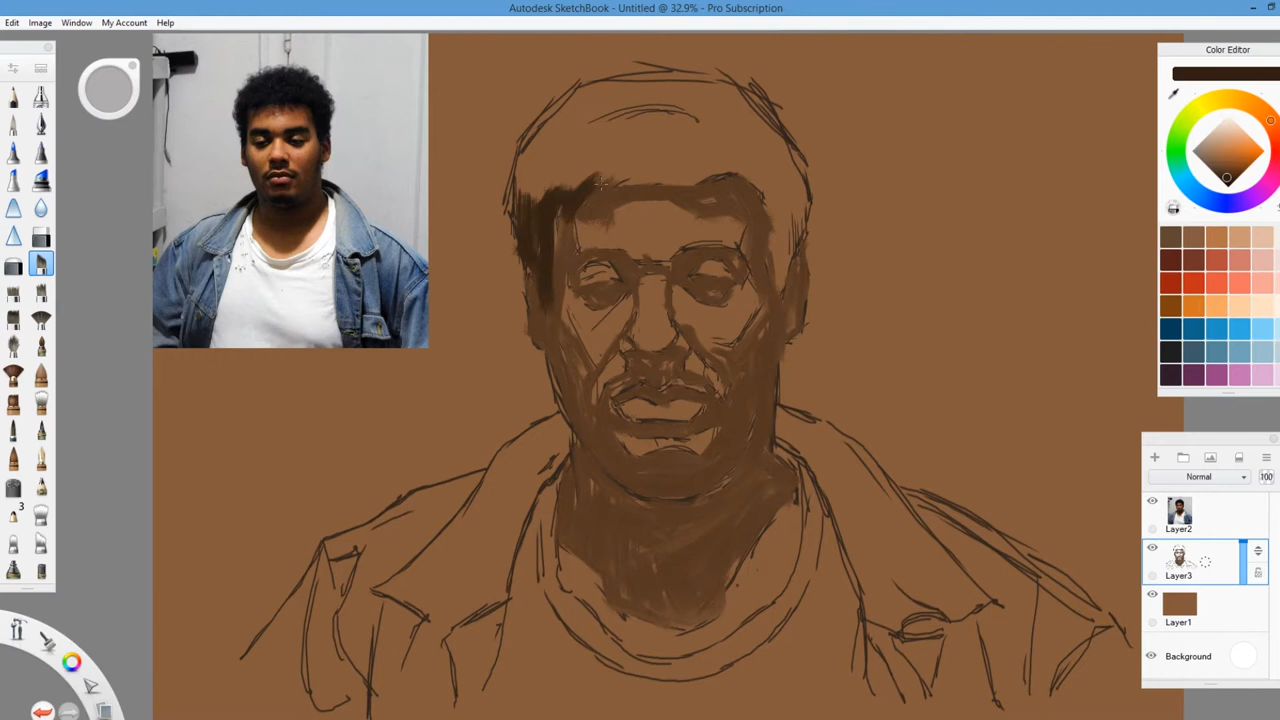 Autodesk SketchBook - Untitled @ 32.9% - Pro Subscription
Edit Image Window My Account Help
Color Editor
3
Normal
100
Layer2
Layer3
Layer1
Background